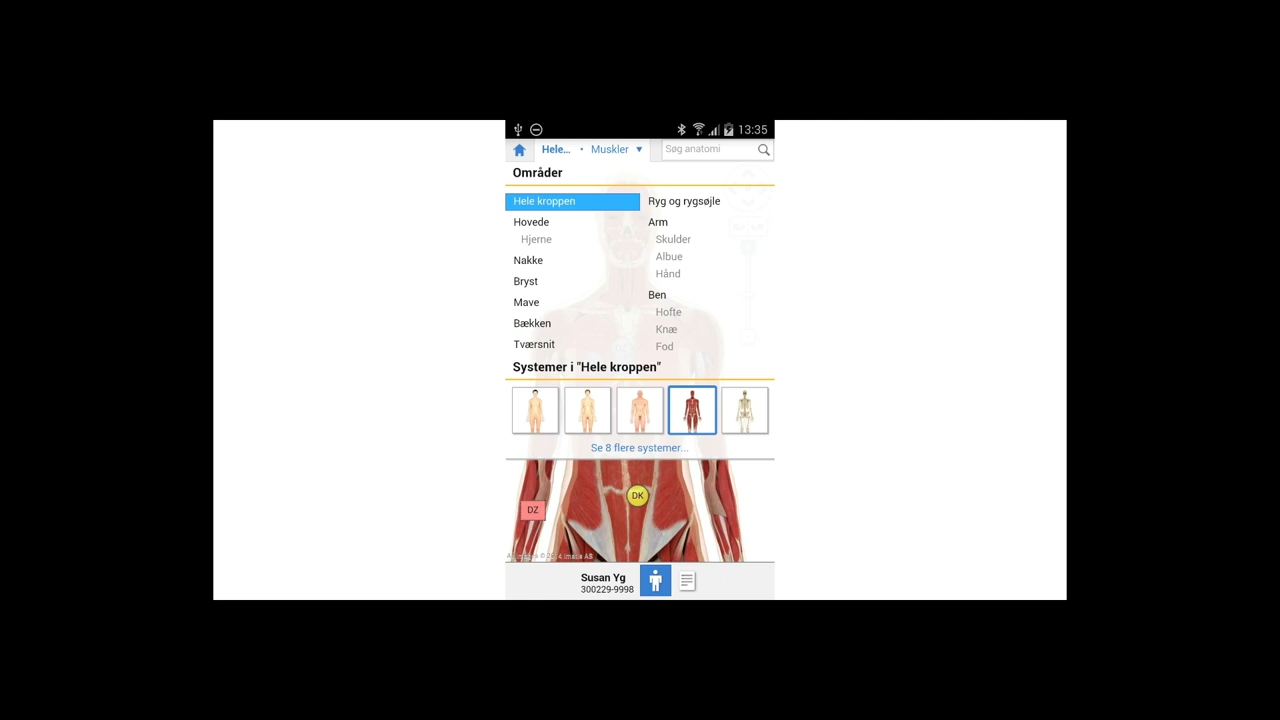 13:35
Hele... • Muskler ▼ Søg anatomi
Områder
Hele kroppen
Hovede
Hjerne
Nakke
Bryst
Mave
Bækken
Tværsnit
Ryg og rygsøjle
Arm
Skulder
Albue
Hånd
Ben
Hofte
Knæ
Fod
Systemer i "Hele kroppen"
Se 8 flere systemer...
DK
DZ
Susan Yg
300229-9998